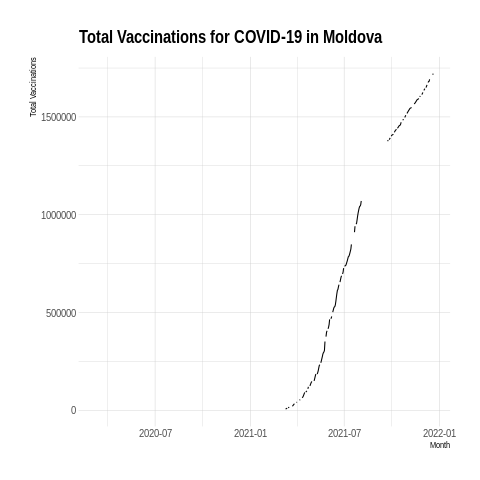 Total Vaccinations for COVID-19 in Moldova
Total Vaccinations
1500000
1000000
500000
0
2020-07 2021-01 2021-07 2022-01
Month